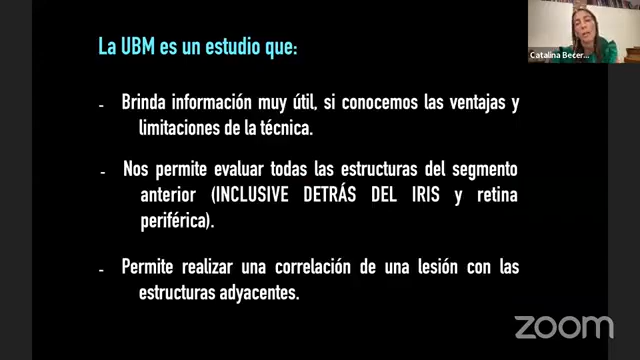 La UBM es un estudio que:
- Brinda información muy útil, si conocemos las ventajas y
limitaciones de la técnica.
- Nos permite evaluar todas las estructuras del segmento
anterior (INCLUSIVE DETRÁS DEL IRIS y retina
periférica).
- Permite realizar una correlación de una lesión con las
estructuras adyacentes.
Catalina Becer...
zoom